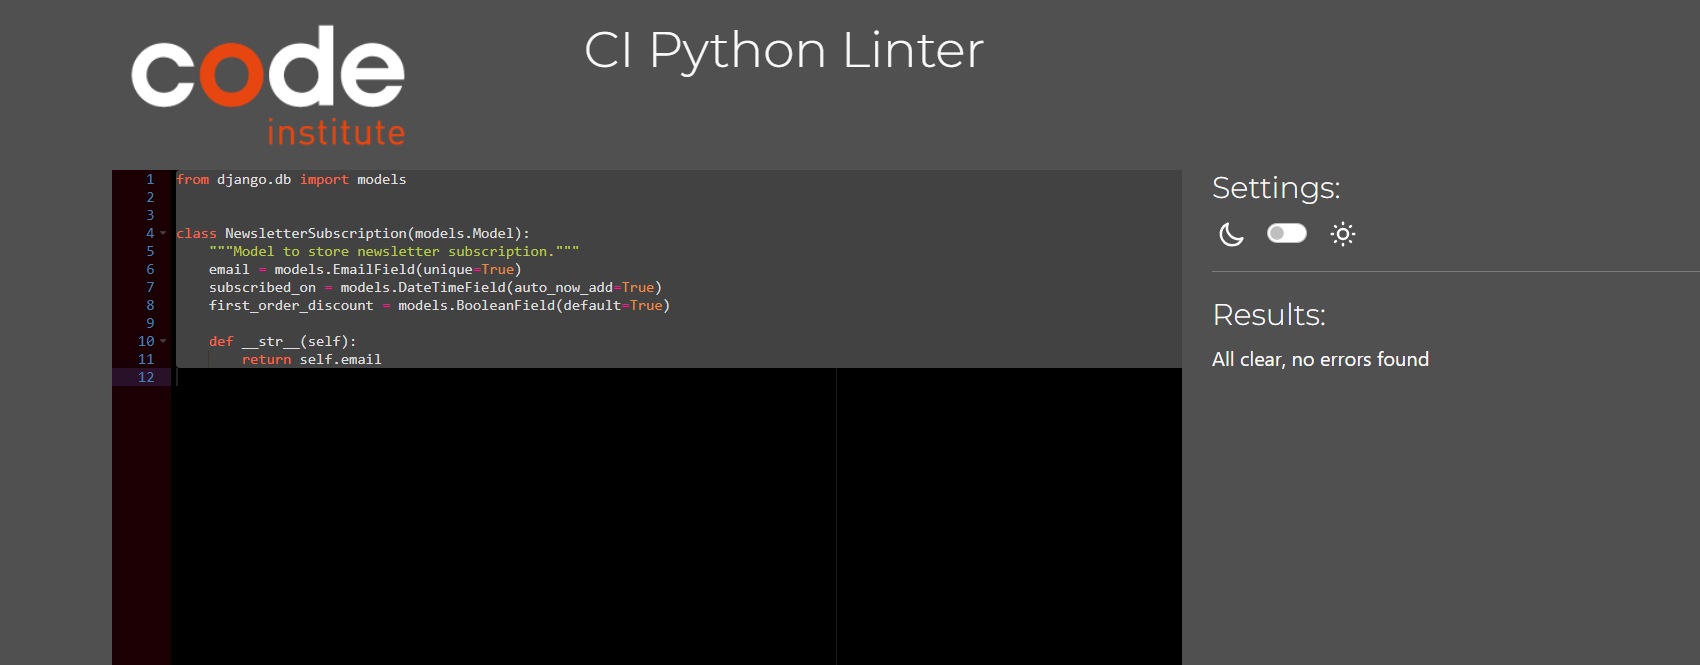 code
institute
CI Python Linter
1 from django.db import models
2
3
4 class NewsletterSubscription(models.Model):
5     """Model to store newsletter subscription."""
6     email = models.EmailField(unique=True)
7     subscribed_on = models.DateTimeField(auto_now_add=True)
8     first_order_discount = models.BooleanField(default=True)
9
10     def __str__(self):
11         return self.email
12
Settings:
Results:
All clear, no errors found